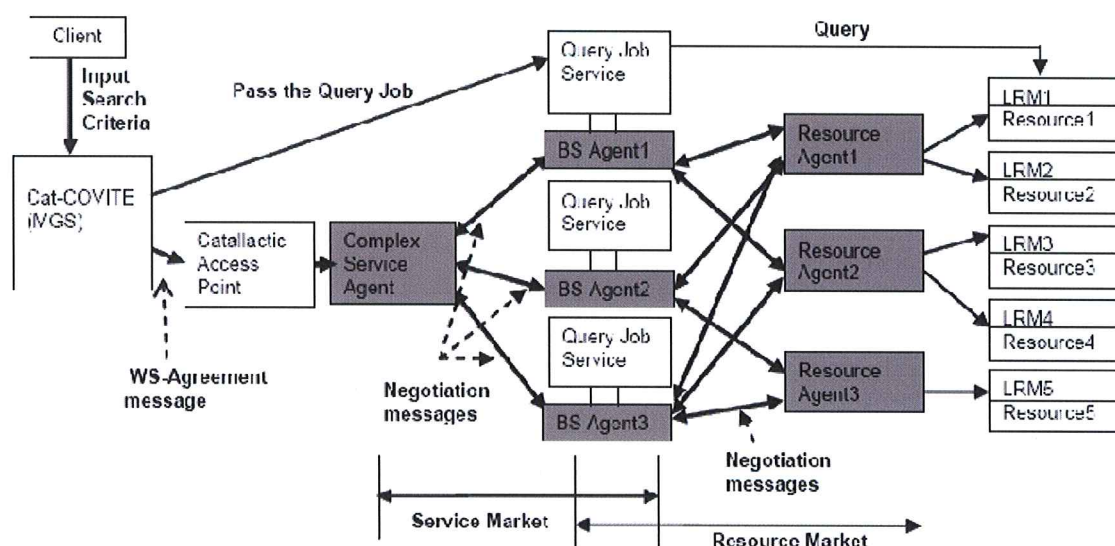 Client
Input
Search
Criteria
Pass the Query Job
Query Job
Service
Query
LRM1
Resource1
BS Agent1
Resource
Agent1
LRM2
Resource2
Cat-COVITE
(MGS)
Query Job
Service
Catallactic
Access
Point
Complex
Service
Agent
LRM3
Resource3
Resource
Agent2
BS Agent2
LRM4
Resource4
Query Job
Service
WS-Agreement
message
Negotiation
messages
Resource
Agent3
LRM5
Resource5
BS Agent3
Negotiation
messages
Service Market
Resource Market